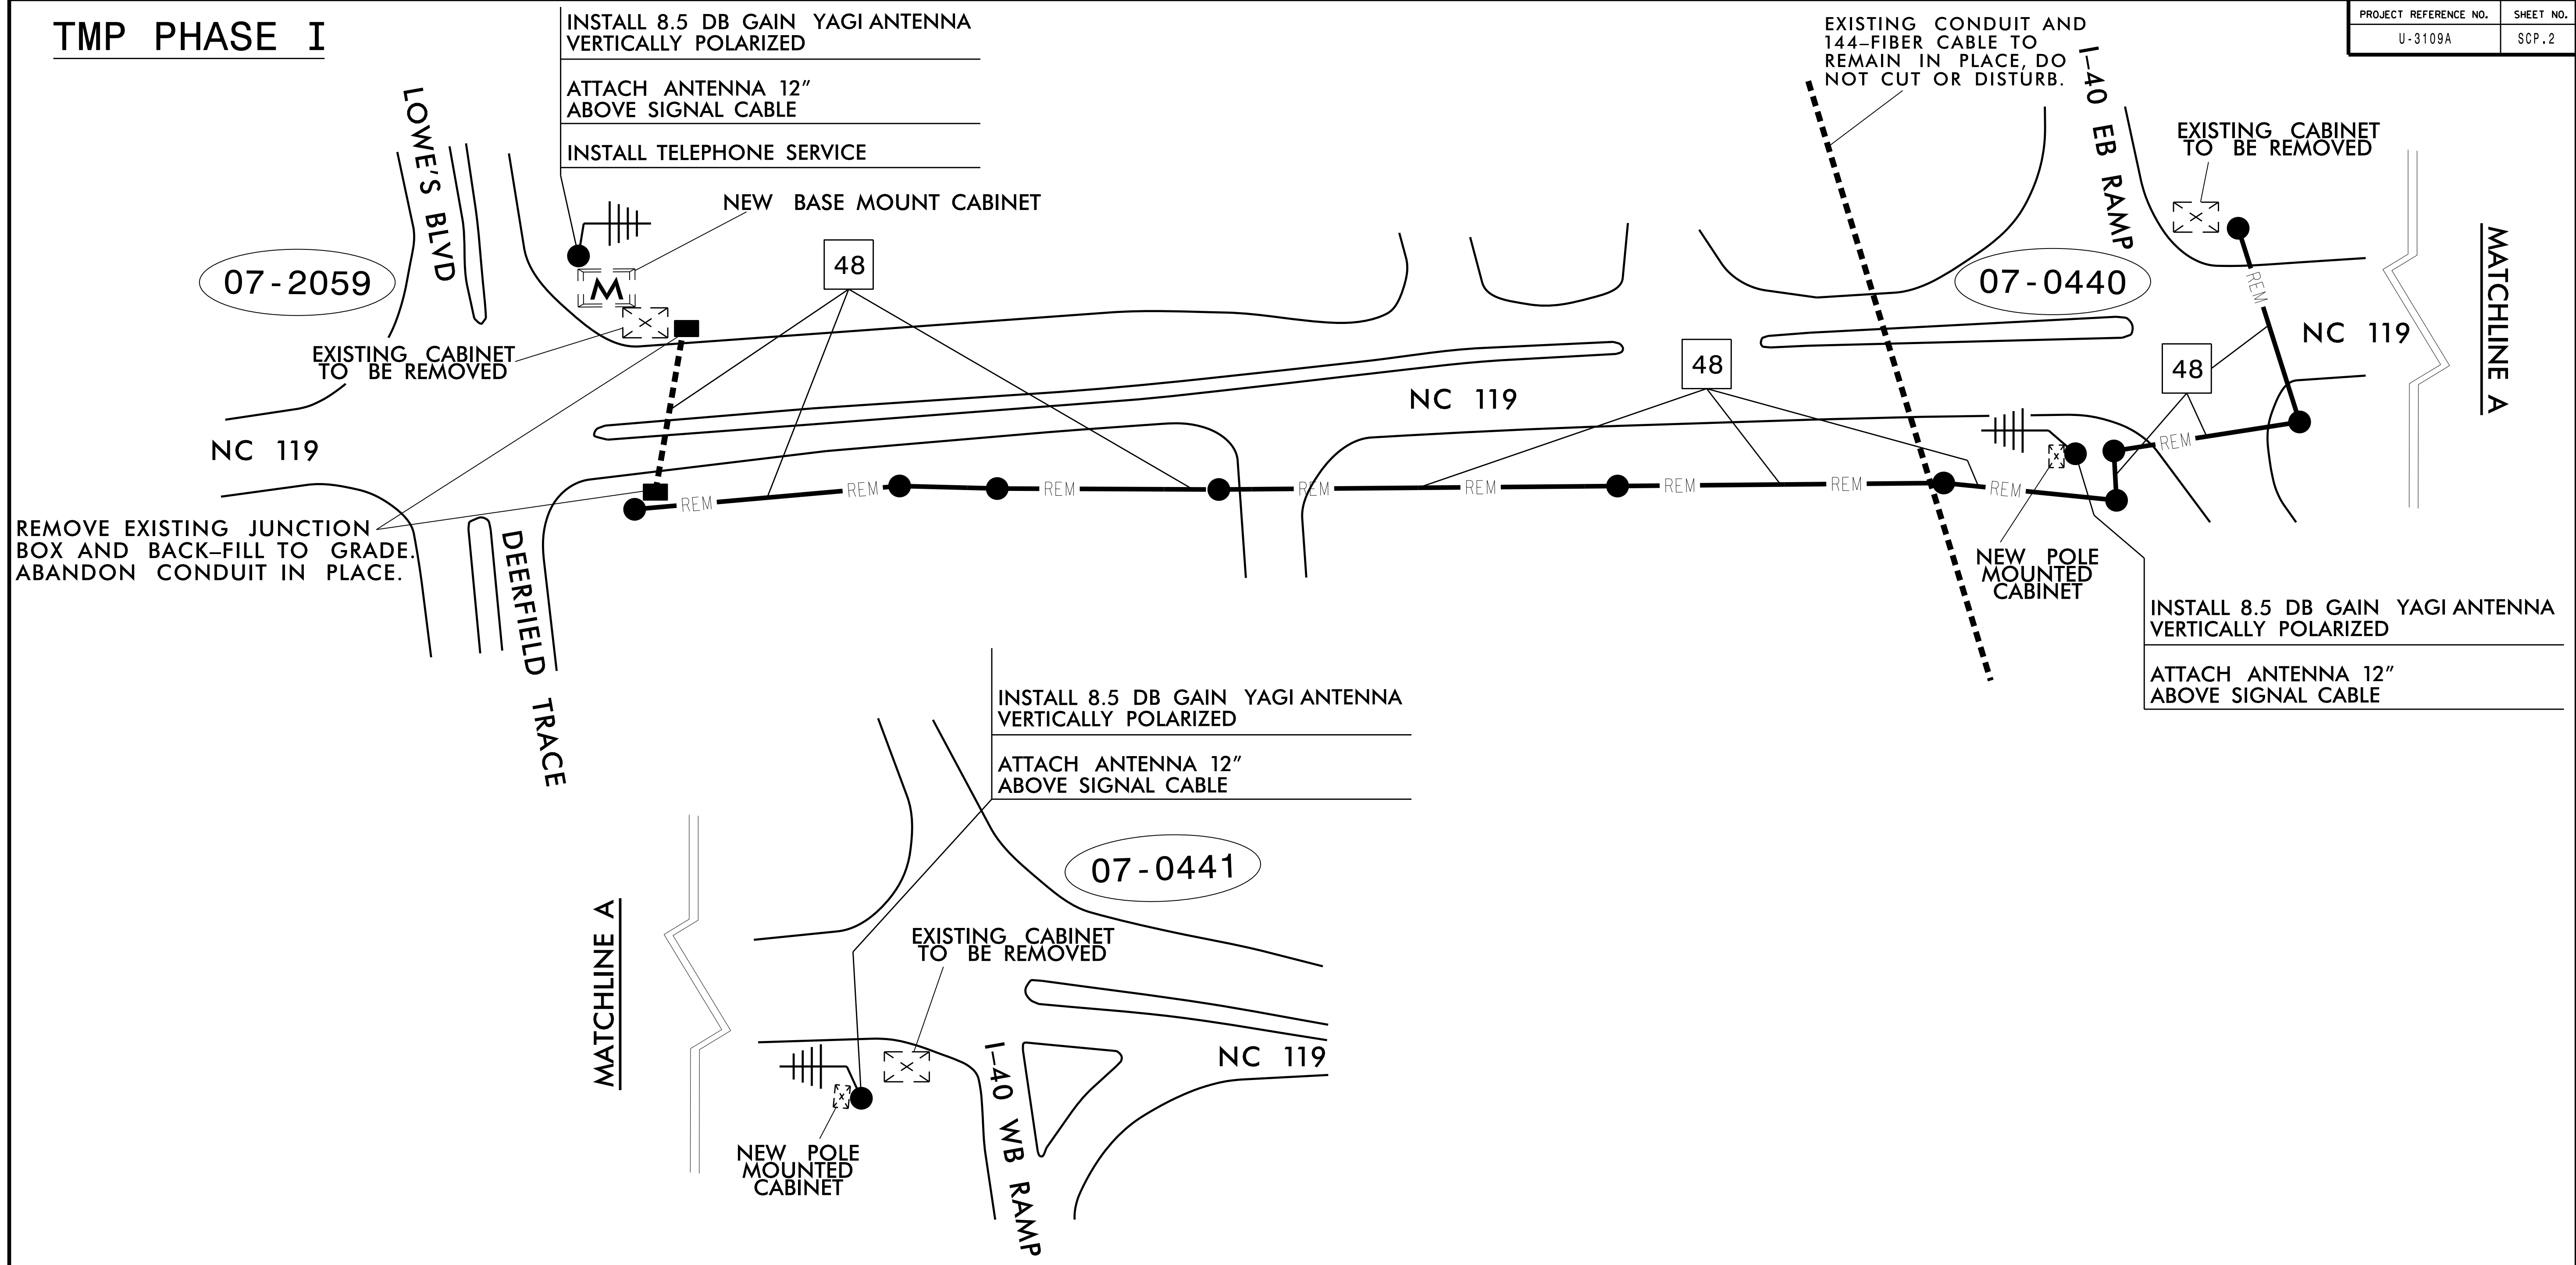 TMP PHASE I
INSTALL 8.5 DB GAIN YAGI ANTENNA
VERTICALLY POLARIZED
ATTACH ANTENNA 12"
ABOVE SIGNAL CABLE
INSTALL TELEPHONE SERVICE
EXISTING CONDUIT AND
144-FIBER CABLE TO
REMAIN IN PLACE, DO
NOT CUT OR DISTURB.
PROJECT REFERENCE NO.
SHEET NO.
U-3109A
SCP.2
LOWE'S BLVD
I-40 EB RAMP
EXISTING CABINET
TO BE REMOVED
NEW BASE MOUNT CABINET
07-2059
M
48
07-0440
REM
MATCHLINE A
NC 119
EXISTING CABINET
TO BE REMOVED
48
48
NC 119
NC 119
REM
REM
REM
REM
REM
REM
REM
REM
REM
REMOVE EXISTING JUNCTION
BOX AND BACK-FILL TO GRADE.
ABANDON CONDUIT IN PLACE.
DEERFIELD TRACE
NEW POLE
MOUNTED
CABINET
INSTALL 8.5 DB GAIN YAGI ANTENNA
VERTICALLY POLARIZED
ATTACH ANTENNA 12"
ABOVE SIGNAL CABLE
INSTALL 8.5 DB GAIN YAGI ANTENNA
VERTICALLY POLARIZED
ATTACH ANTENNA 12"
ABOVE SIGNAL CABLE
07-0441
MATCHLINE A
EXISTING CABINET
TO BE REMOVED
NC 119
I-40 WB RAMP
NEW POLE
MOUNTED
CABINET